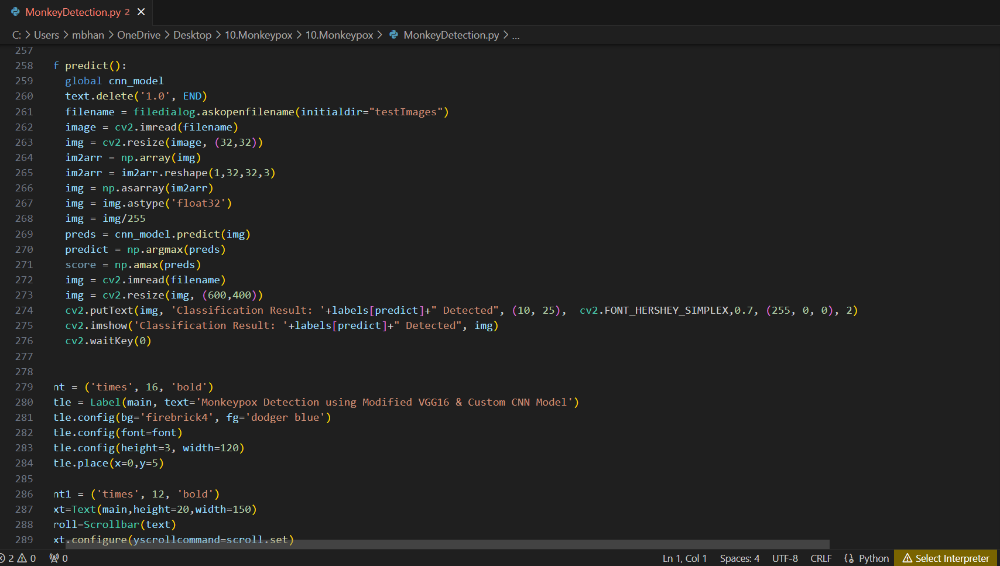 MonkeyDetection.py 2 ×
C: > Users > mbhan > OneDrive > Desktop > 10.Monkeypox > 10.Monkeypox > MonkeyDetection.py > ...
257
258 f predict():
259 global cnn_model
260 text.delete('1.0', END)
261 filename = filedialog.askopenfilename(initialdir="testImages")
262 image = cv2.imread(filename)
263 img = cv2.resize(image, (32,32))
264 im2arr = np.array(img)
265 im2arr = im2arr.reshape(1,32,32,3)
266 img = np.asarray(im2arr)
267 img = img.astype('float32')
268 img = img/255
269 preds = cnn_model.predict(img)
270 predict = np.argmax(preds)
271 score = np.amax(preds)
272 img = cv2.imread(filename)
273 img = cv2.resize(img, (600,400))
274 cv2.putText(img, 'Classification Result: '+labels[predict]+" Detected", (10, 25),  cv2.FONT_HERSHEY_SIMPLEX,0.7, (255, 0, 0), 2)
275 cv2.imshow('Classification Result: '+labels[predict]+" Detected", img)
276 cv2.waitKey(0)
277
278
279 nt = ('times', 16, 'bold')
280 tle = Label(main, text='Monkeypox Detection using Modified VGG16 & Custom CNN Model')
281 tle.config(bg='firebrick4', fg='dodger blue')
282 tle.config(font=font)
283 tle.config(height=3, width=120)
284 tle.place(x=0,y=5)
285
286 nt1 = ('times', 12, 'bold')
287 xt=Text(main,height=20,width=150)
288 roll=Scrollbar(text)
289 xt.configure(yscrollcommand=scroll.set)
2 0 0 Ln 1, Col 1 Spaces: 4 UTF-8 CRLF Python Select Interpreter